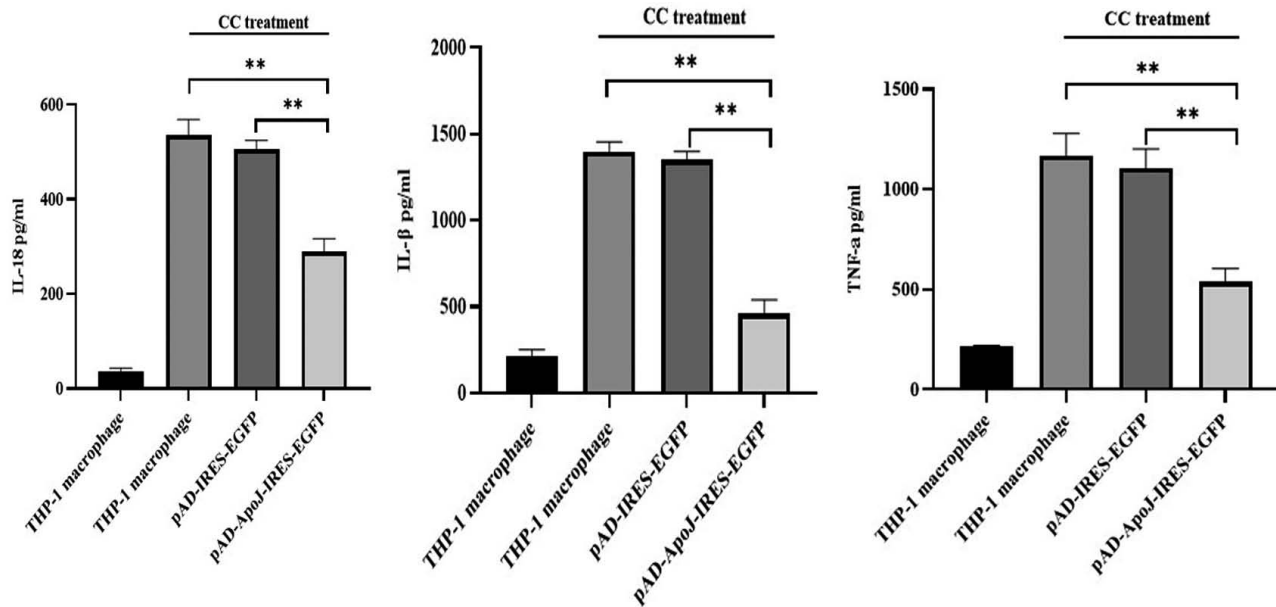 CC treatment
**
**
600
400
200
0
IL-18 pg/ml
THP-1 macrophage
THP-1 macrophage
pAD-IRES-EGFP
pAD-ApoJ-IRES-EGFP
CC treatment
**
**
2000
1500
1000
500
0
IL-β pg/ml
THP-1 macrophage
THP-1 macrophage
pAD-IRES-EGFP
pAD-ApoJ-IRES-EGFP
CC treatment
**
**
1500
1000
500
0
TNF-a pg/ml
THP-1 macrophage
THP-1 macrophage
pAD-IRES-EGFP
pAD-ApoJ-IRES-EGFP